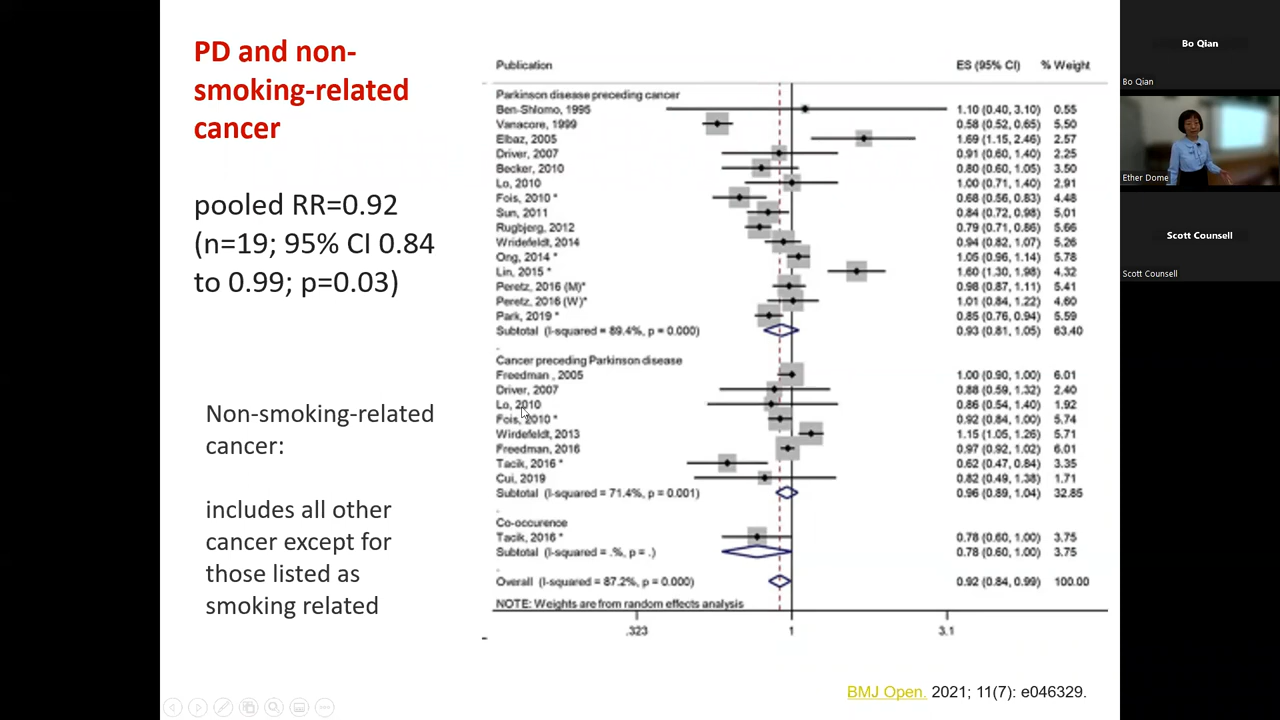 PD and non-
smoking-related
cancer
pooled RR=0.92
(n=19; 95% CI 0.84
to 0.99; p=0.03)
Non-smoking-related
cancer:
includes all other
cancer except for
those listed as
smoking related
Publication ES (95% CI) % Weight
Parkinson disease preceding cancer
Ben-Shlomo, 1995 1.10 (0.40, 3.10) 0.55
Vanacore, 1999 0.58 (0.52, 0.65) 5.50
Elbaz, 2005 1.69 (1.15, 2.46) 2.57
Driver, 2007 0.91 (0.60, 1.40) 2.25
Becker, 2010 0.80 (0.60, 1.05) 3.50
Lo, 2010 1.00 (0.71, 1.40) 2.91
Fois, 2010 * 0.68 (0.56, 0.83) 4.48
Sun, 2011 0.84 (0.72, 0.98) 5.01
Rugbjerg, 2012 0.79 (0.71, 0.86) 5.66
Wridefeldt, 2014 0.94 (0.82, 1.07) 5.26
Ong, 2014 * 1.05 (0.96, 1.14) 5.78
Lin, 2015 * 1.60 (1.30, 1.98) 4.32
Peretz, 2016 (M)* 0.98 (0.87, 1.11) 5.41
Peretz, 2016 (W)* 1.01 (0.84, 1.22) 4.60
Park, 2019 * 0.85 (0.76, 0.94) 5.59
Subtotal (I-squared = 89.4%, p = 0.000) 0.93 (0.81, 1.05) 63.40
.
Cancer preceding Parkinson disease
Freedman , 2005 1.00 (0.90, 1.00) 6.01
Driver, 2007 0.88 (0.59, 1.32) 2.40
Lo, 2010 0.86 (0.54, 1.40) 1.92
Fois, 2010 * 0.92 (0.84, 1.00) 5.74
Wirdefeldt, 2013 1.15 (1.05, 1.26) 5.71
Freedman, 2016 0.97 (0.92, 1.02) 6.01
Tacik, 2016 * 0.62 (0.47, 0.84) 3.35
Cui, 2019 0.82 (0.49, 1.38) 1.71
Subtotal (I-squared = 71.4%, p = 0.001) 0.96 (0.89, 1.04) 32.85
.
Co-occurence
Tacik, 2016 * 0.78 (0.60, 1.00) 3.75
Subtotal (I-squared = .%, p = .) 0.78 (0.60, 1.00) 3.75
.
Overall (I-squared = 87.2%, p = 0.000) 0.92 (0.84, 0.99) 100.00
NOTE: Weights are from random effects analysis
.323 1 3.1
BMJ Open. 2021; 11(7): e046329.
Bo Qian
Bo Qian
Ether Dome
Scott Counsell
Scott Counsell